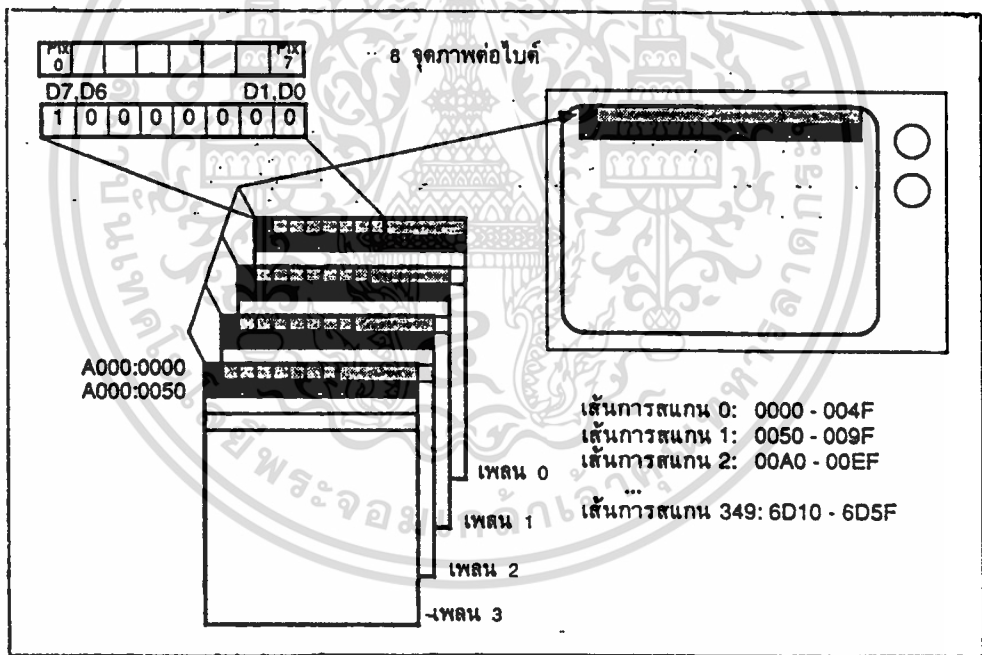 PIX 0 PIX 7
8 จุดภาพต่อไบต์
D7,D6 D1,D0
1 0 0 0 0 0 0 0
A000:0000
A000:0050
เส้นการสแกน 0: 0000 - 004F
เส้นการสแกน 1: 0050 - 009F
เส้นการสแกน 2: 00A0 - 00EF
...
เส้นการสแกน 349: 6D10 - 6D5F
เพลน 0
เพลน 1
เพลน 2
เพลน 3